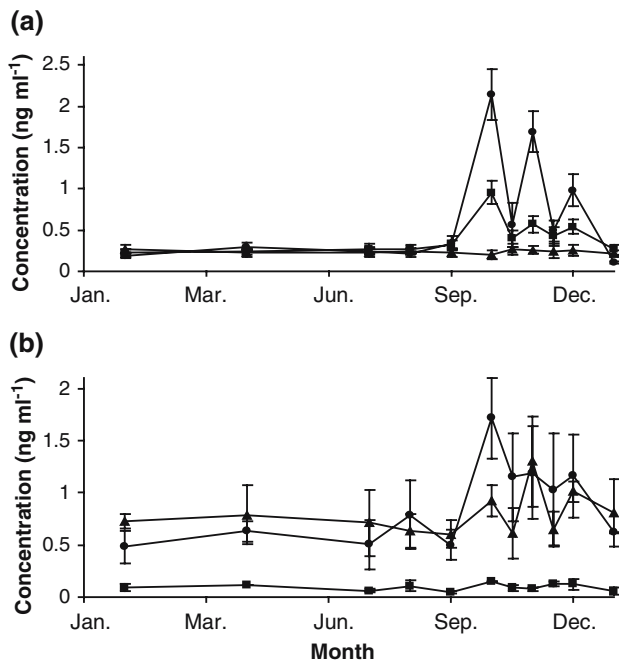 (a)
Concentration (ng ml⁻¹)
2.5
2
1.5
1
0.5
0
Jan. Mar. Jun. Sep. Dec.
(b)
Concentration (ng ml⁻¹)
2
1.5
1
0.5
0
Jan. Mar. Jun. Sep. Dec.
Month